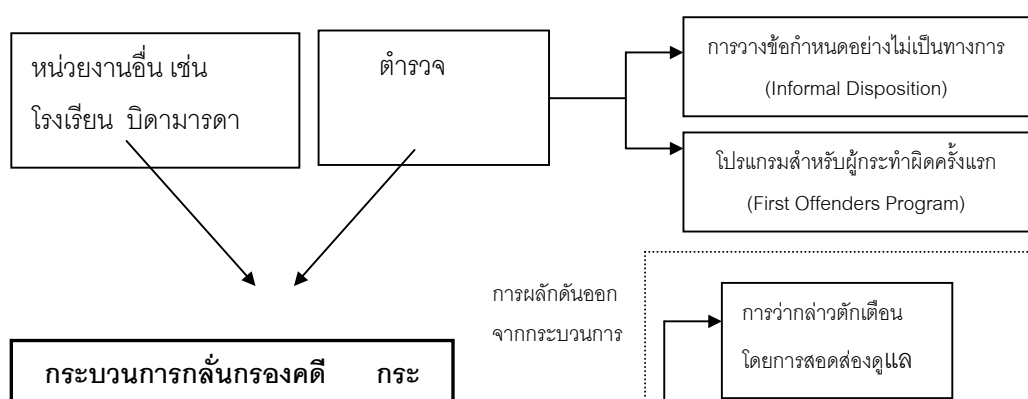 หน่วยงานอื่น เช่น
โรงเรียน บิดามารดา
ตำรวจ
การวางข้อกำหนดอย่างไม่เป็นทางการ
(Informal Disposition)
โปรแกรมสำหรับผู้กระทำผิดครั้งแรก
(First Offenders Program)
การผลักดันออก
จากกระบวนการ
การว่ากล่าวตักเตือน
โดยการสอดส่องดูแล
กระบวนการกลั่นกรองคดี กระ